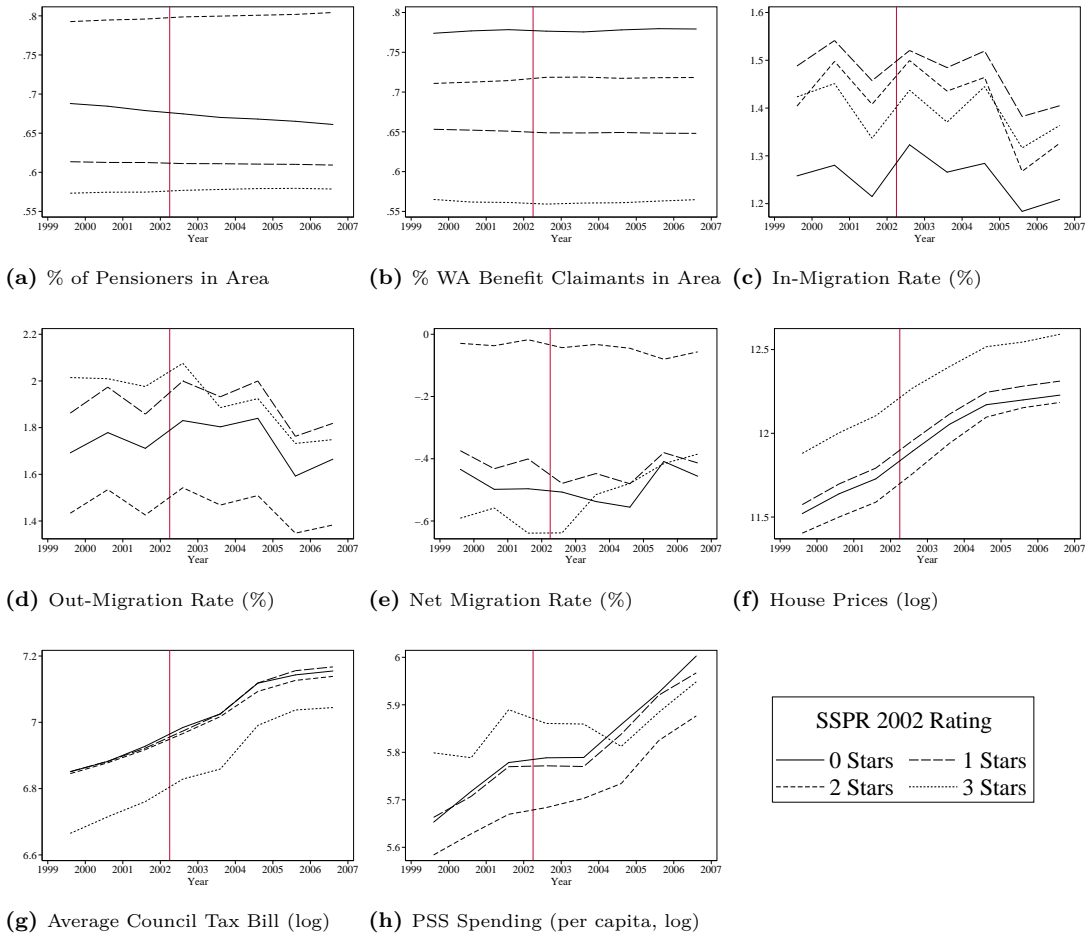 .8
.75
.7
.65
.6
.55
1999 2000 2001 2002 2003 2004 2005 2006 2007
Year
(a) % of Pensioners in Area
.8
.75
.7
.65
.6
.55
1999 2000 2001 2002 2003 2004 2005 2006 2007
Year
(b) % WA Benefit Claimants in Area
1.6
1.5
1.4
1.3
1.2
1999 2000 2001 2002 2003 2004 2005 2006 2007
Year
(c) In-Migration Rate (%)
2.2
2
1.8
1.6
1.4
1999 2000 2001 2002 2003 2004 2005 2006 2007
Year
(d) Out-Migration Rate (%)
0
-.2
-.4
-.6
1999 2000 2001 2002 2003 2004 2005 2006 2007
Year
(e) Net Migration Rate (%)
12.5
12
11.5
1999 2000 2001 2002 2003 2004 2005 2006 2007
Year
(f) House Prices (log)
7.2
7
6.8
6.6
1999 2000 2001 2002 2003 2004 2005 2006 2007
Year
(g) Average Council Tax Bill (log)
6
5.9
5.8
5.7
5.6
1999 2000 2001 2002 2003 2004 2005 2006 2007
Year
(h) PSS Spending (per capita, log)
SSPR 2002 Rating
0 Stars 1 Stars
2 Stars 3 Stars